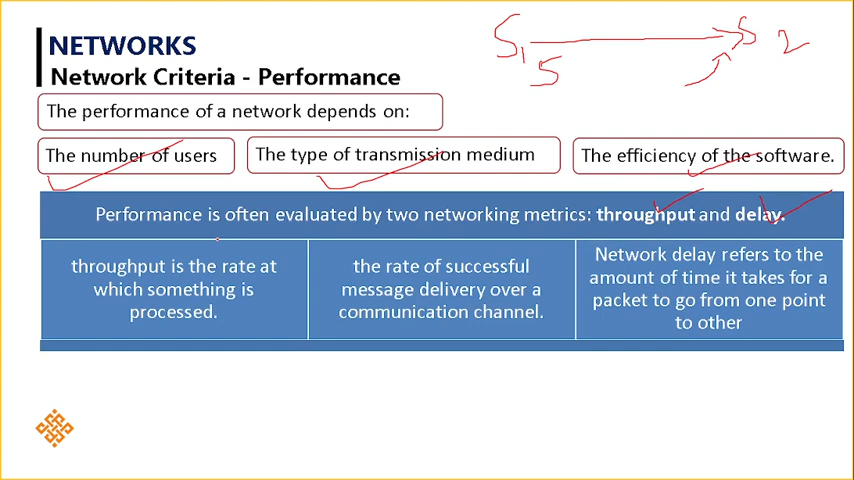 NETWORKS
S1 → S 2
5
Network Criteria - Performance
The performance of a network depends on:
The number of users
The type of transmission medium
The efficiency of the software.
Performance is often evaluated by two networking metrics: throughput and delay.
throughput is the rate at
which something is
processed.
the rate of successful
message delivery over a
communication channel.
Network delay refers to the
amount of time it takes for a
packet to go from one point
to other